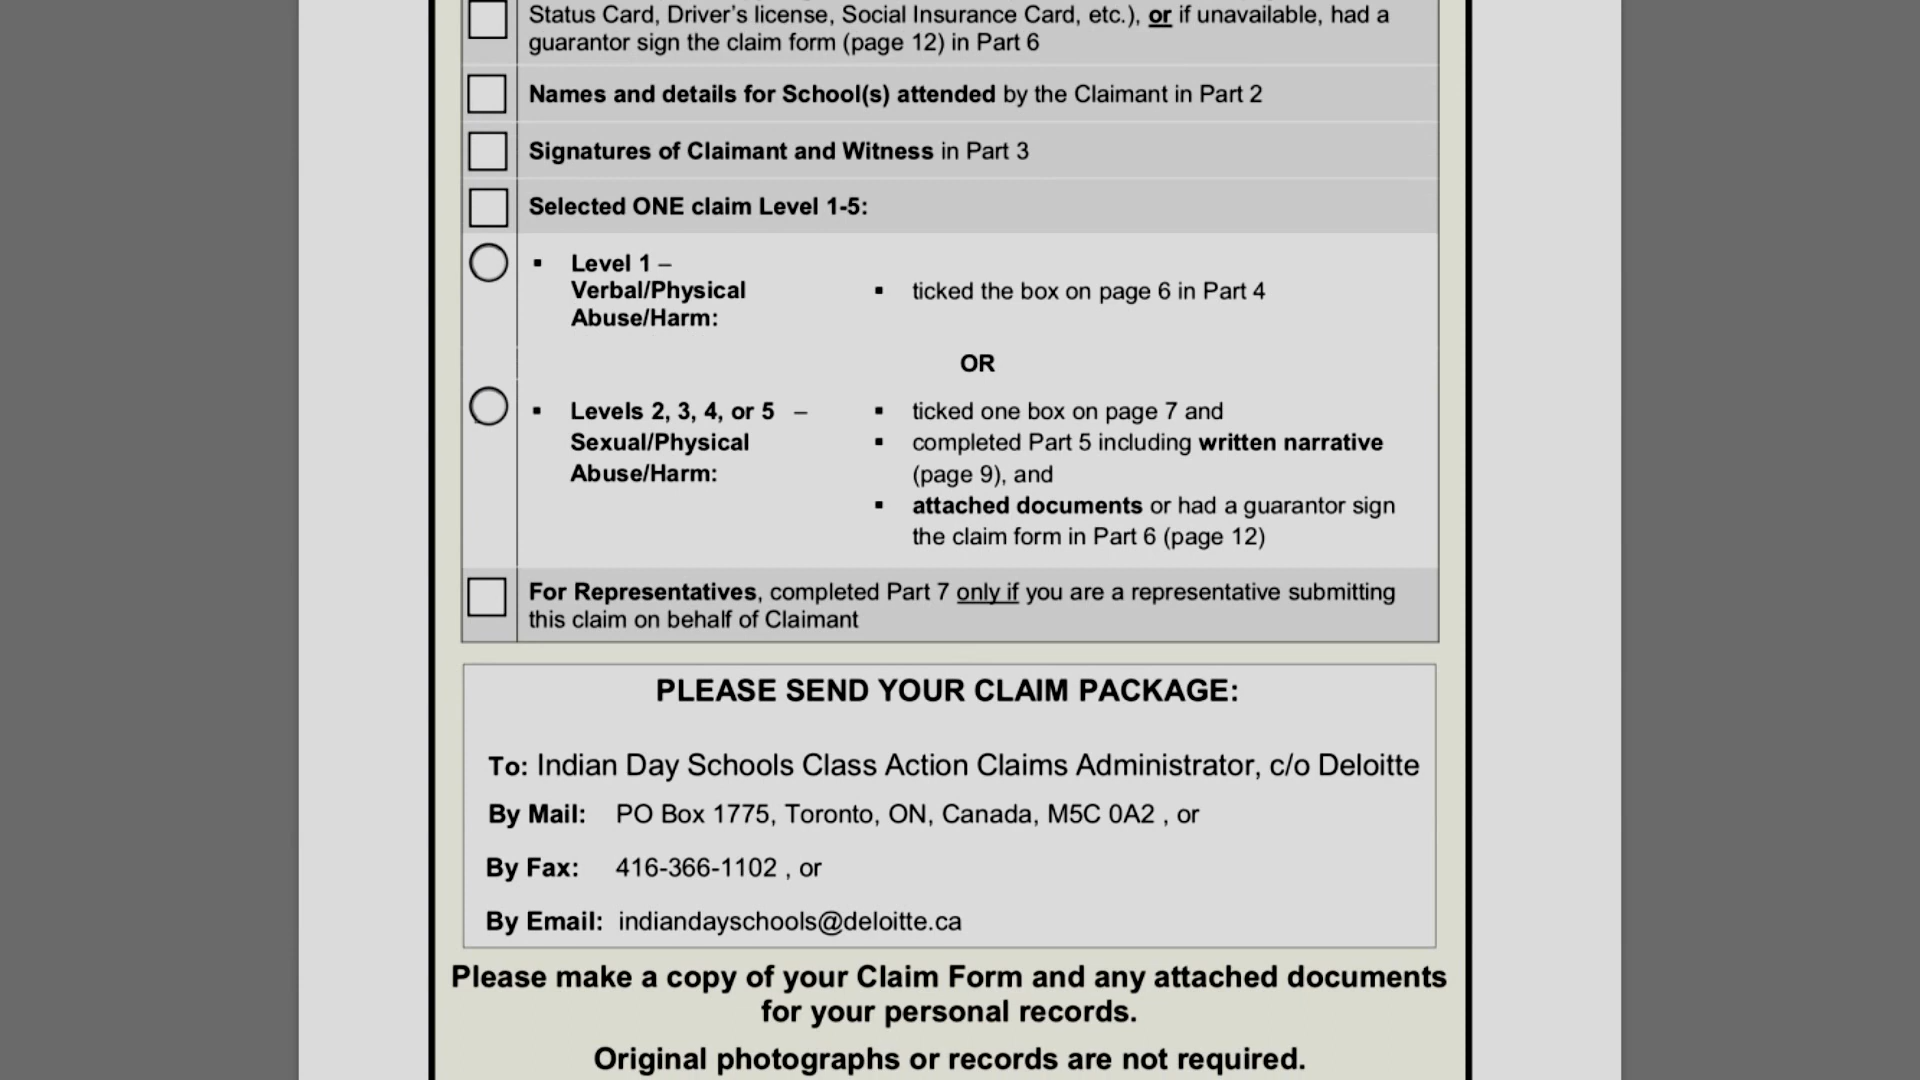 Status Card, Driver’s license, Social Insurance Card, etc.), or if unavailable, had a
guarantor sign the claim form (page 12) in Part 6
Names and details for School(s) attended by the Claimant in Part 2
Signatures of Claimant and Witness in Part 3
Selected ONE claim Level 1-5:
▪ Level 1 –
Verbal/Physical
Abuse/Harm:
▪ ticked the box on page 6 in Part 4
OR
▪ Levels 2, 3, 4, or 5 –
Sexual/Physical
Abuse/Harm:
▪ ticked one box on page 7 and
▪ completed Part 5 including written narrative
(page 9), and
▪ attached documents or had a guarantor sign
the claim form in Part 6 (page 12)
For Representatives, completed Part 7 only if you are a representative submitting
this claim on behalf of Claimant
PLEASE SEND YOUR CLAIM PACKAGE:
To: Indian Day Schools Class Action Claims Administrator, c/o Deloitte
By Mail: PO Box 1775, Toronto, ON, Canada, M5C 0A2 , or
By Fax: 416-366-1102 , or
By Email: indiandayschools@deloitte.ca
Please make a copy of your Claim Form and any attached documents
for your personal records.
Original photographs or records are not required.